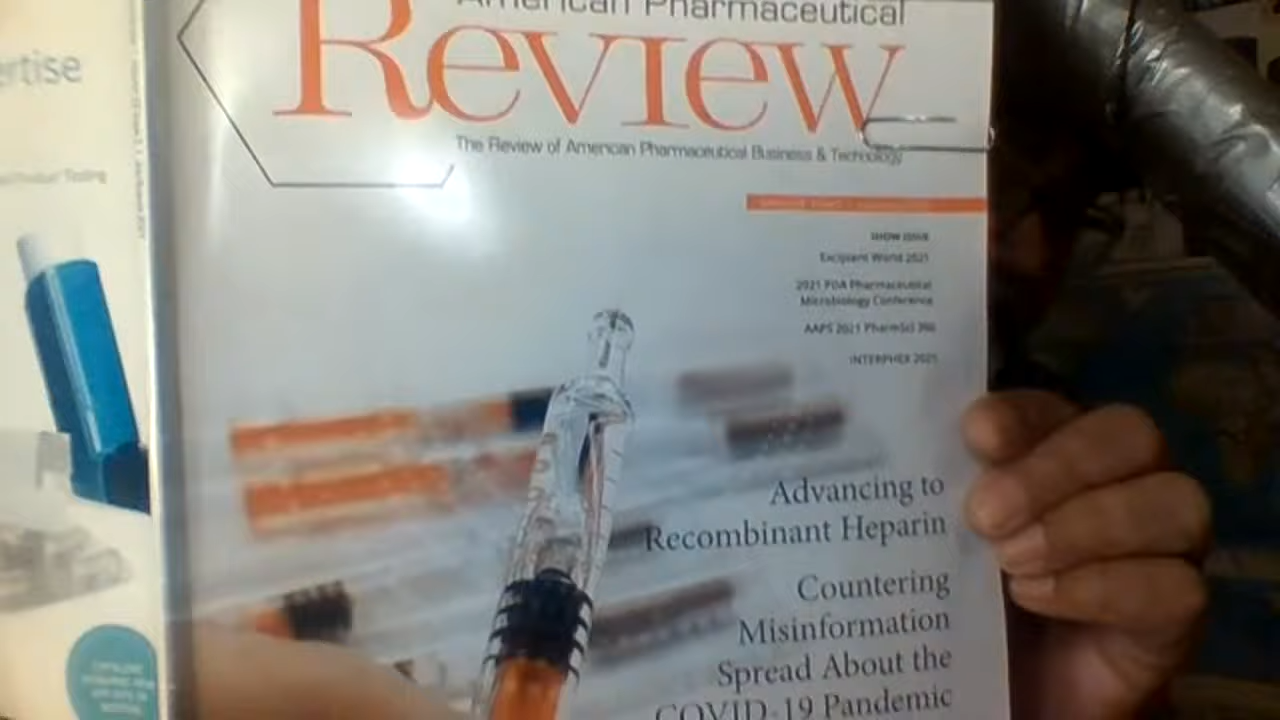 American Pharmaceutical
Review
The Review of American Pharmaceutical Business & Technology
SHOW ISSUE
Excipient World 2021
2021 PDA Pharmaceutical
Microbiology Conference
AAPS 2021 PharmSci 360
INTERPHEX 2021
Advancing to
Recombinant Heparin
Countering
Misinformation
Spread About the
COVID-19 Pandemic
ertise